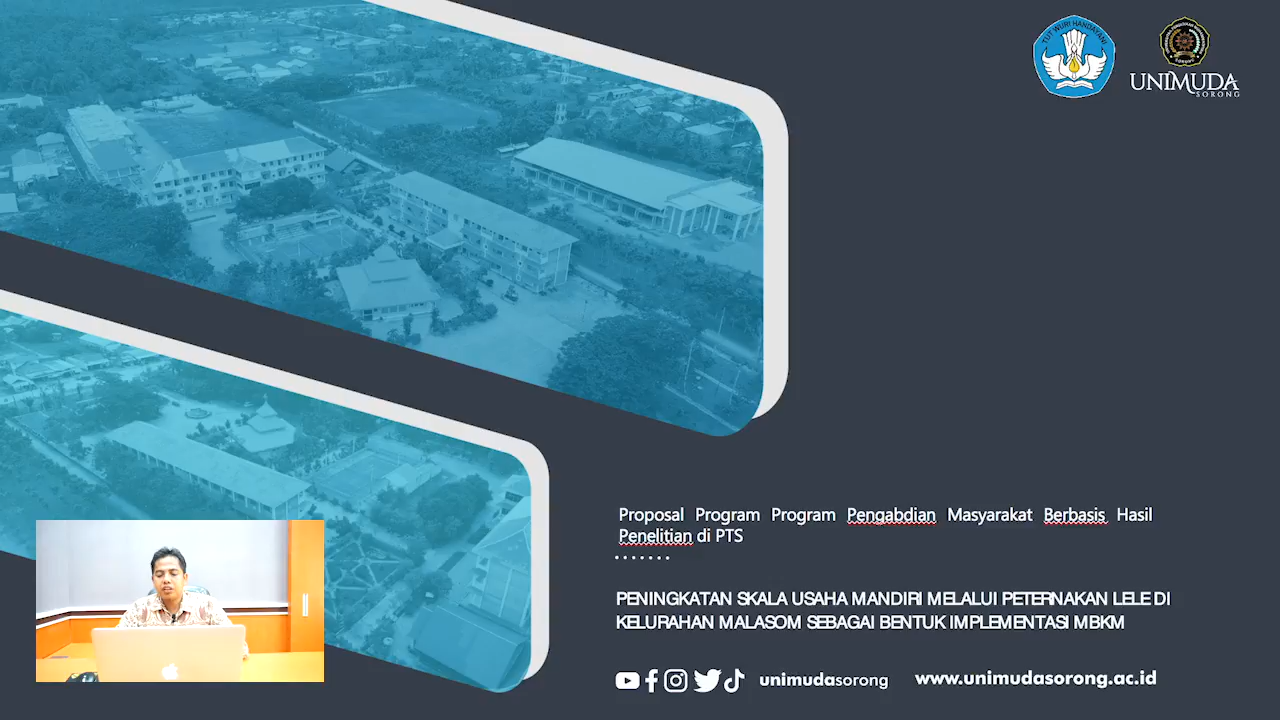 TUT WURI HANDAYANI
UNIMUDA
SORONG
Proposal Program Program Pengabdian Masyarakat Berbasis Hasil
Penelitian di PTS
PENINGKATAN SKALA USAHA MANDIRI MELALUI PETERNAKAN LELE DI
KELURAHAN MALASOM SEBAGAI BENTUK IMPLEMENTASI MBKM
unimudasorong
www.unimudasorong.ac.id